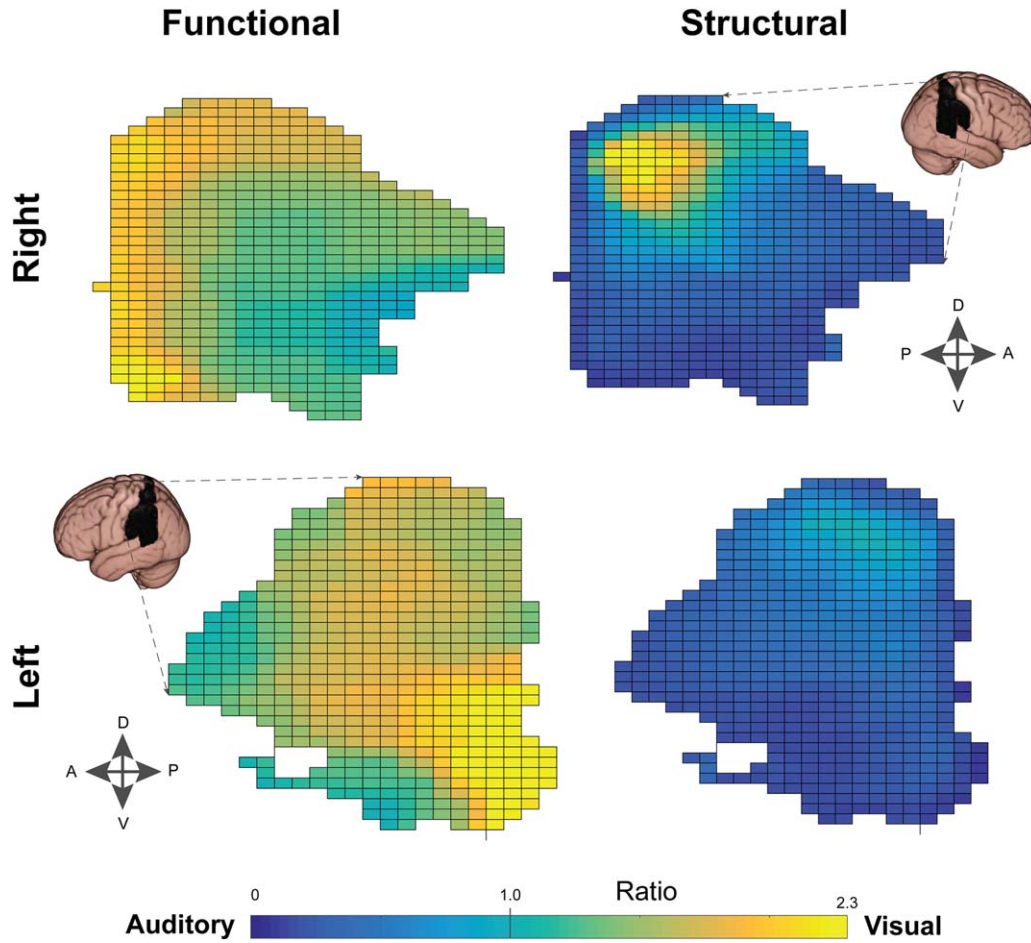 Functional
Structural
Right
D
P
A
V
Left
D
A
P
V
0
1.0
Ratio
2.3
Auditory
Visual